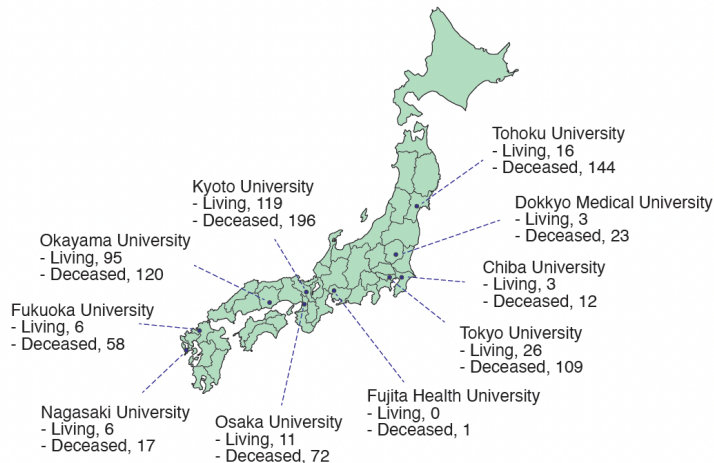 Tohoku University
- Living, 16
- Deceased, 144
Kyoto University
- Living, 119
- Deceased, 196
Dokkyo Medical University
- Living, 3
- Deceased, 23
Okayama University
- Living, 95
- Deceased, 120
Chiba University
- Living, 3
- Deceased, 12
Fukuoka University
- Living, 6
- Deceased, 58
Tokyo University
- Living, 26
- Deceased, 109
Fujita Health University
- Living, 0
- Deceased, 1
Nagasaki University
- Living, 6
- Deceased, 17
Osaka University
- Living, 11
- Deceased, 72